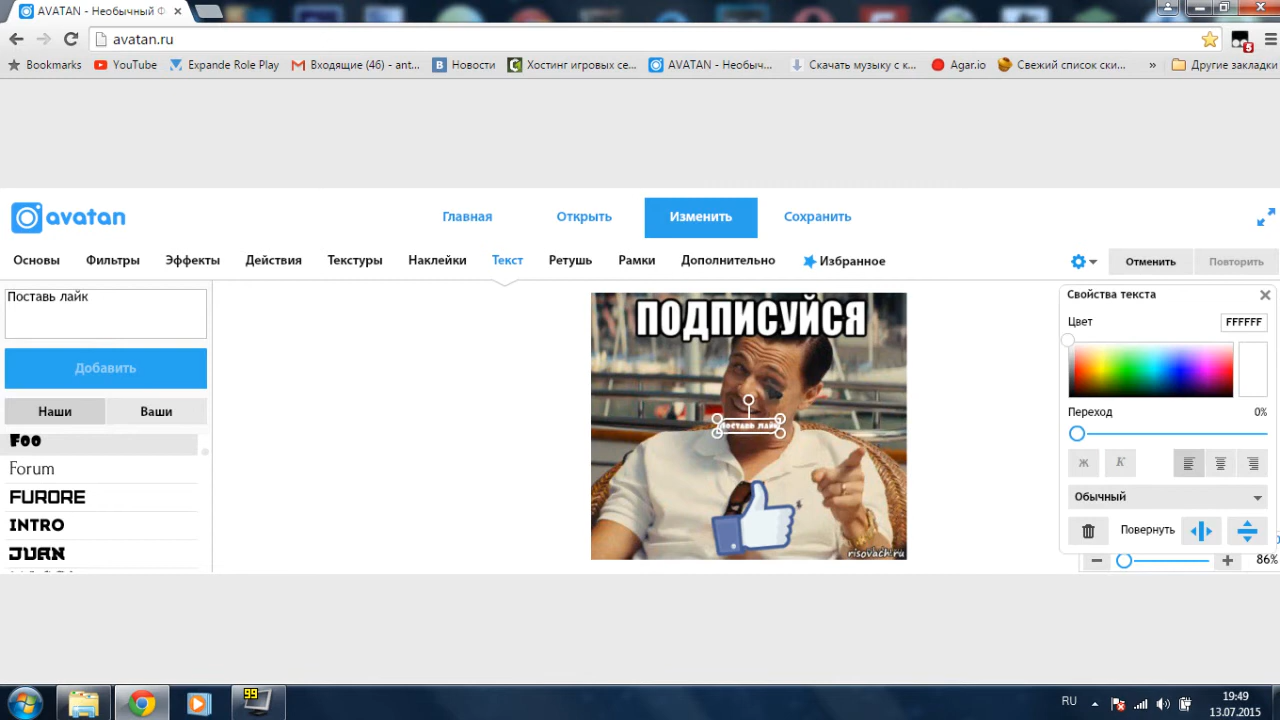 AVATAN - Необычный Ф
avatan.ru
5
Bookmarks
YouTube
Expande Role Play
Входящие (46) - ant...
В Новости
Хостинг игровых се...
AVATAN - Необыч...
Скачать музыку с к...
Agar.io
Свежий список ски...
»
Другие закладки
avatan
Главная
Открыть
Изменить
Сохранить
Основы
Фильтры
Эффекты
Действия
Текстуры
Наклейки
Текст
Ретушь
Рамки
Дополнительно
Избранное
Отменить
Повторить
Поставь лайк
Добавить
Наши
Ваши
Foo
Forum
FURORE
INTRO
JUAN
ПОДПИСУЙСЯ
Поставь лайк
risovach.ru
Свойства текста
Цвет
FFFFFF
Переход
0%
Ж
К
Обычный
Повернуть
86%
99
RU
19:49
13.07.2015